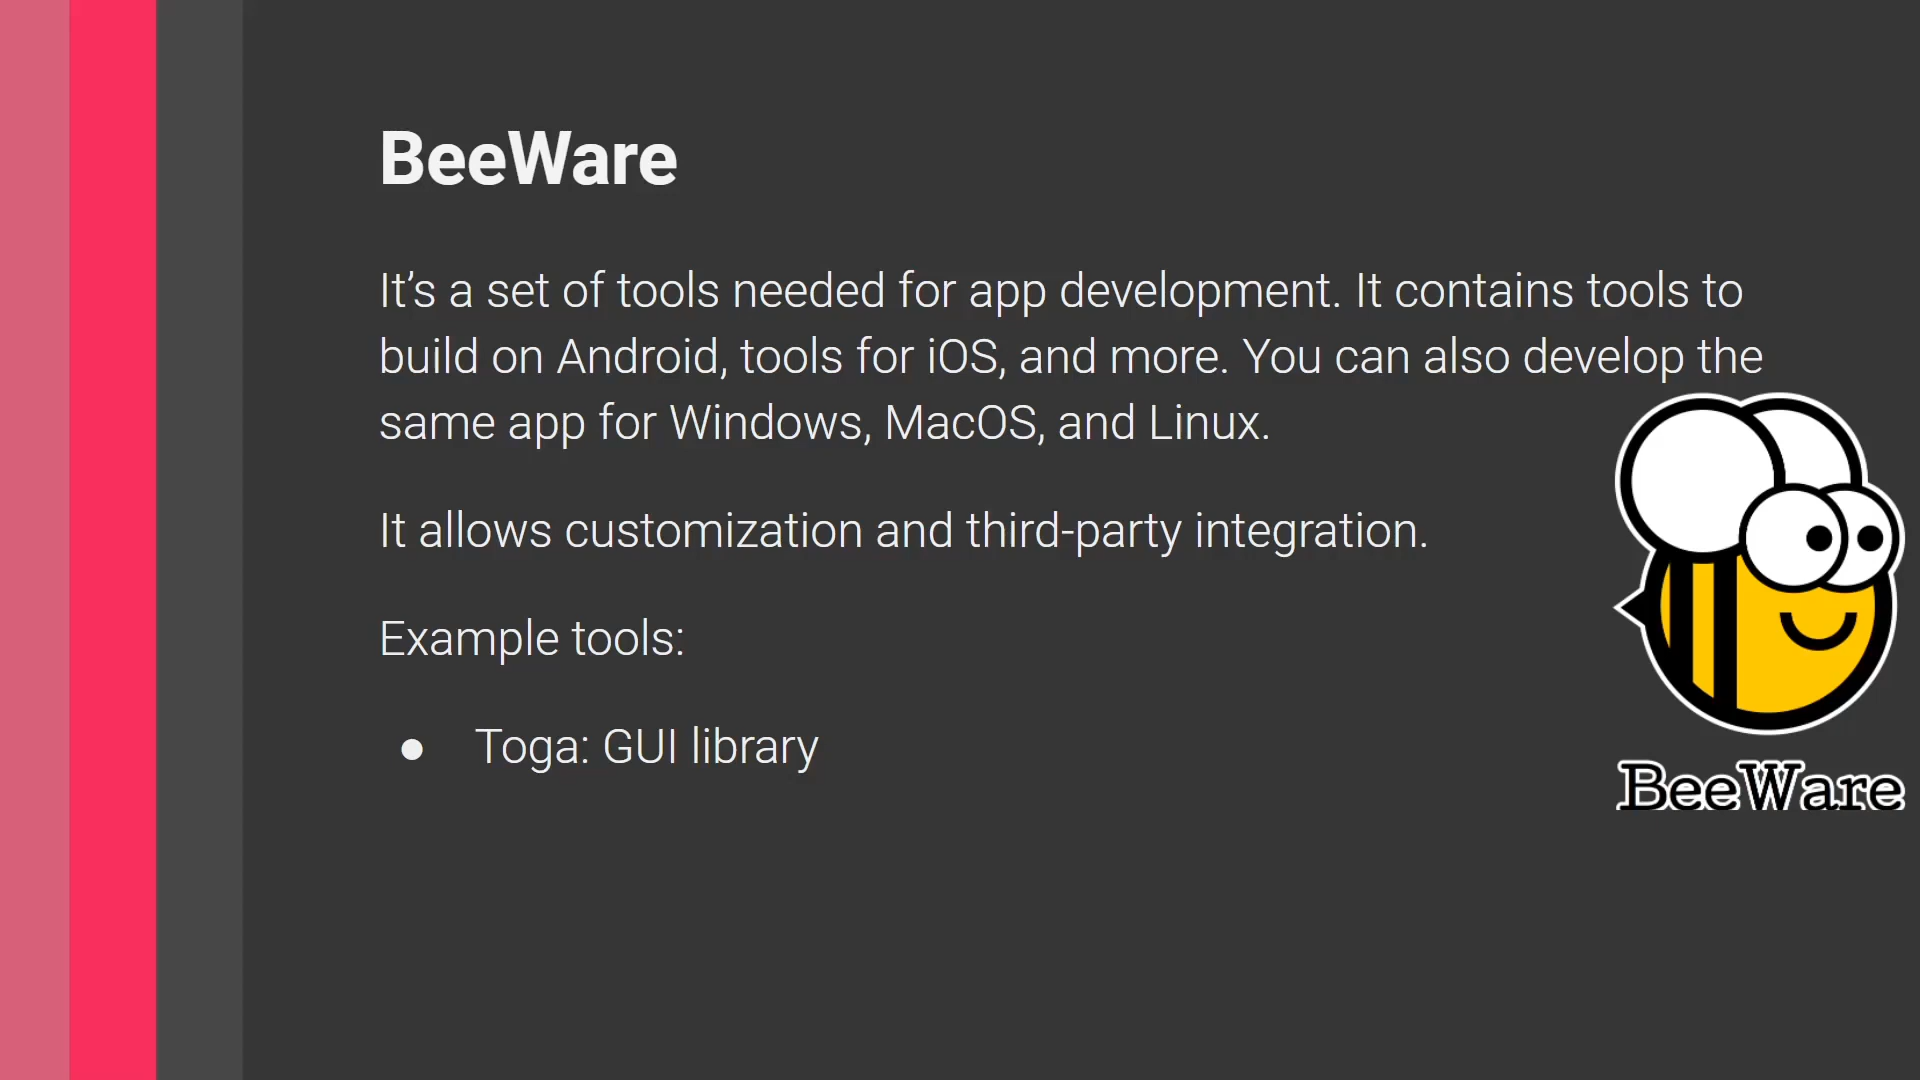 BeeWare
It’s a set of tools needed for app development. It contains tools to
build on Android, tools for iOS, and more. You can also develop the
same app for Windows, MacOS, and Linux.
It allows customization and third-party integration.
Example tools:
● Toga: GUI library
BeeWare